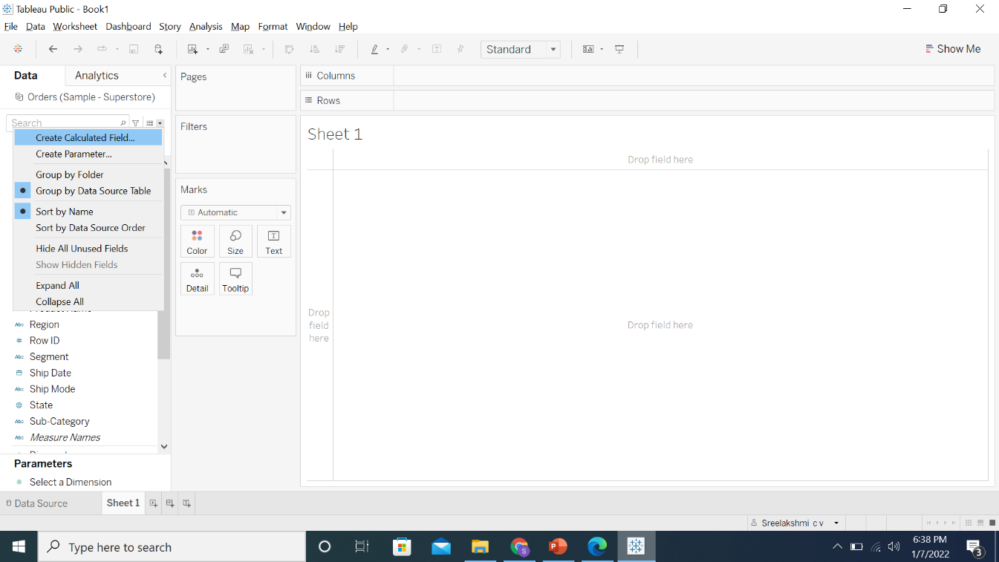 Tableau Public - Book1
File Data Worksheet Dashboard Story Analysis Map Format Window Help
Standard
Show Me
Data
Analytics
Orders (Sample - Superstore)
Search
Create Calculated Field...
Create Parameter...
Group by Folder
Group by Data Source Table
Sort by Name
Sort by Data Source Order
Hide All Unused Fields
Show Hidden Fields
Expand All
Collapse All
Abc Region
# Row ID
Abc Segment
Ship Date
Abc Ship Mode
State
Abc Sub-Category
Abc Measure Names
Parameters
# Select a Dimension
Pages
Filters
Marks
Automatic
Color
Size
Text
Detail
Tooltip
Columns
Rows
Sheet 1
Drop field here
Drop
field
here
Drop field here
Data Source
Sheet 1
Sreelakshmi c v
Type here to search
S
P
6:38 PM
1/7/2022
3